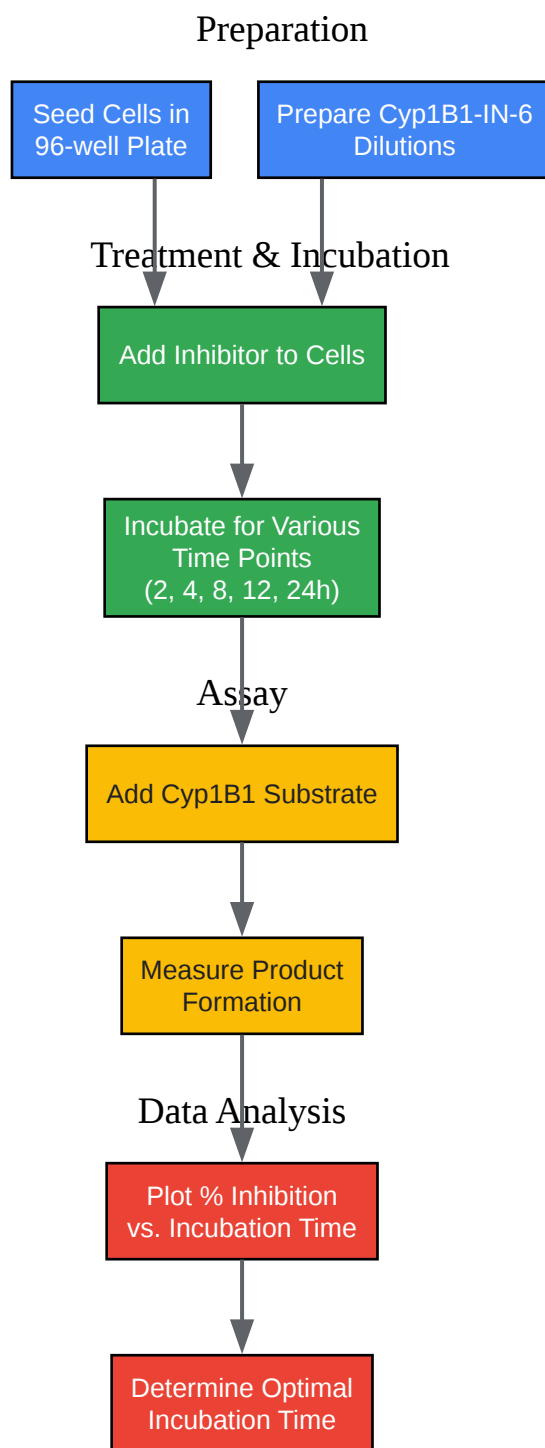 Preparation
Seed Cells in
96-well Plate
Prepare Cyp1B1-IN-6
Dilutions
Treatment & Incubation
Add Inhibitor to Cells
Incubate for Various
Time Points
(2, 4, 8, 12, 24h)
Assay
Add Cyp1B1 Substrate
Measure Product
Formation
Data Analysis
Plot % Inhibition
vs. Incubation Time
Determine Optimal
Incubation Time